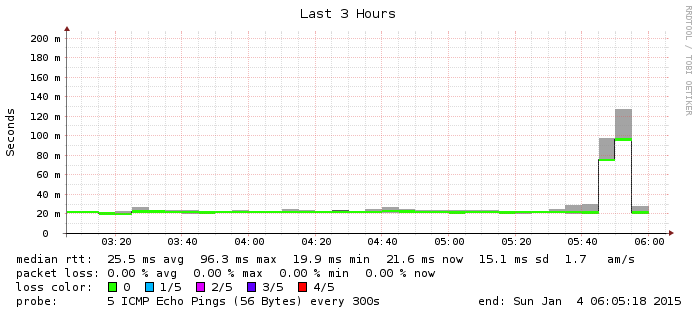 Last 3 Hours
RRDTOOL / TOBI OETIKER
Seconds
200 m
180 m
160 m
140 m
120 m
100 m
80 m
60 m
40 m
20 m
0
03:20 03:40 04:00 04:20 04:40 05:00 05:20 05:40 06:00
median rtt: 25.5 ms avg 96.3 ms max 19.9 ms min 21.6 ms now 15.1 ms sd 1.7 am/s
packet loss: 0.00 % avg 0.00 % max 0.00 % min 0.00 % now
loss color: 0 1/5 2/5 3/5 4/5
probe: 5 ICMP Echo Pings (56 Bytes) every 300s end: Sun Jan 4 06:05:18 2015